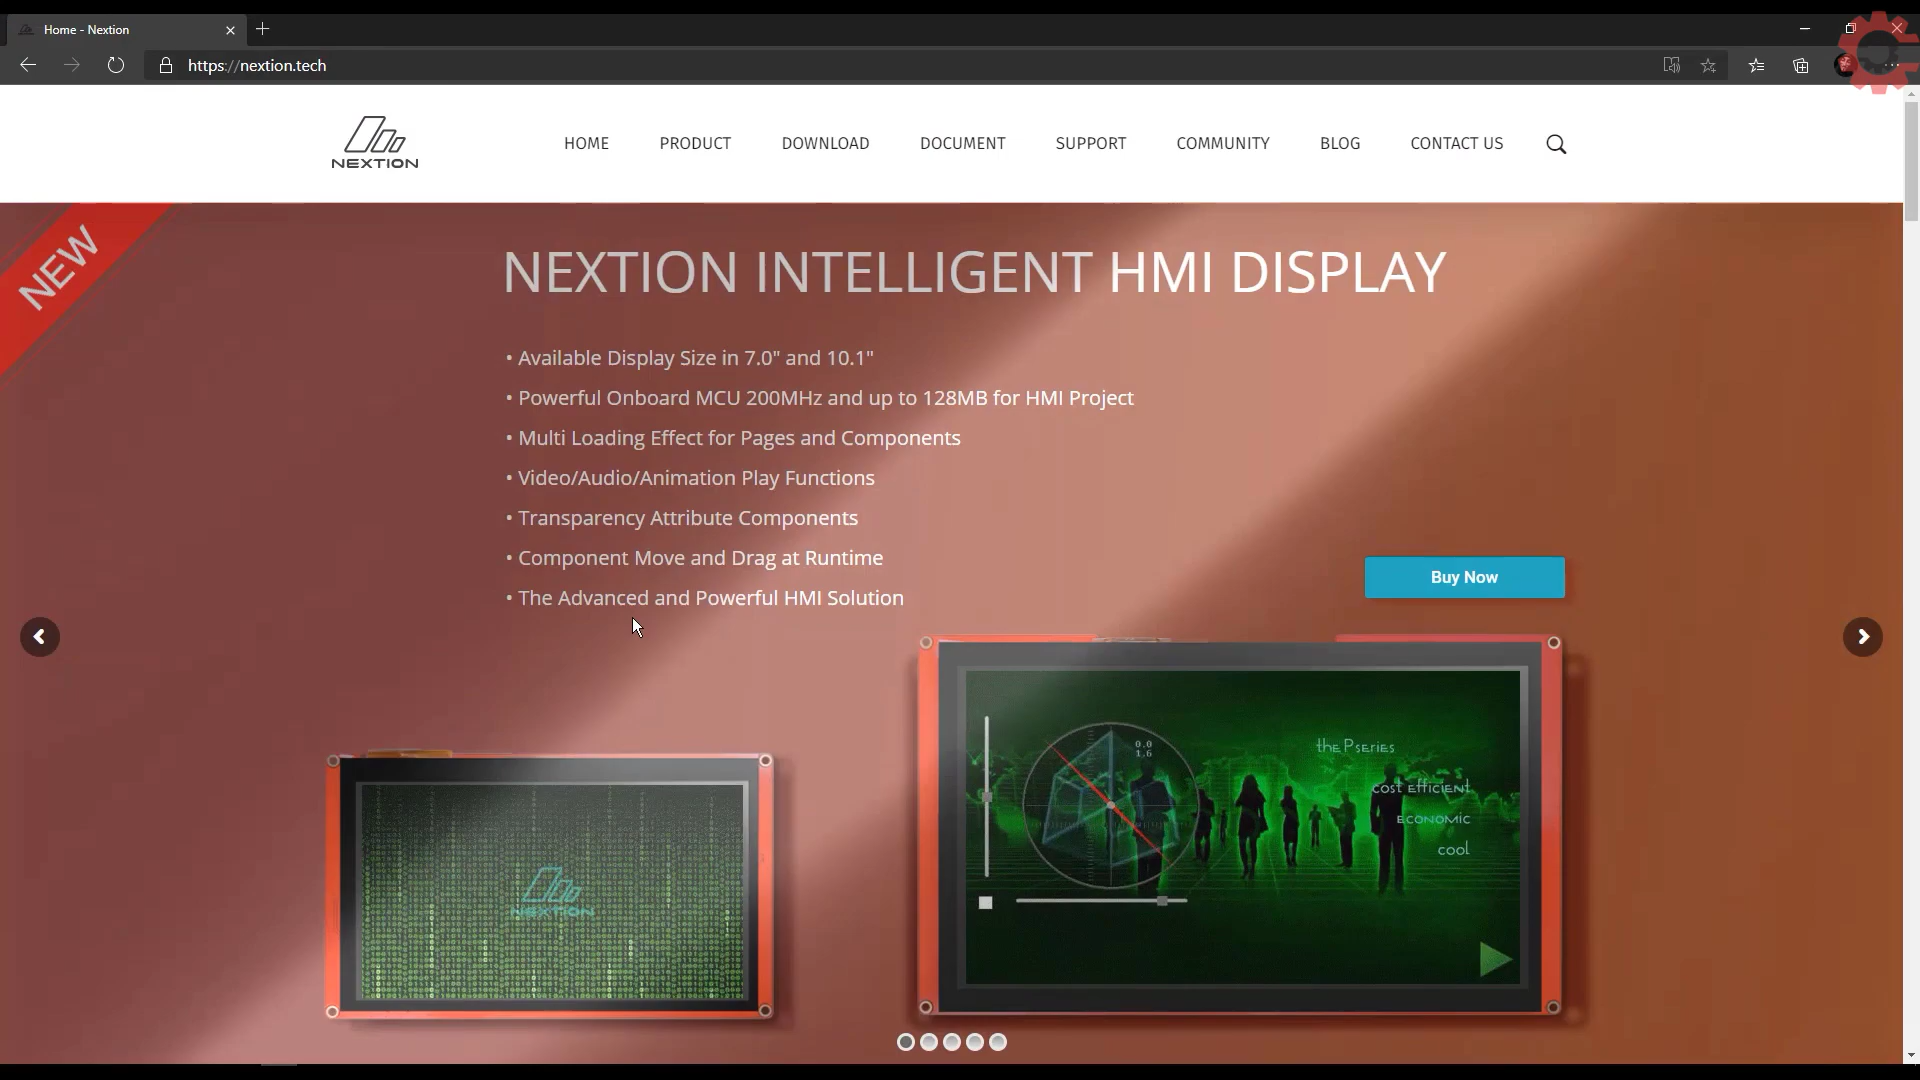 Home - Nextion
https://nextion.tech
NEXTION
HOME PRODUCT DOWNLOAD DOCUMENT SUPPORT COMMUNITY BLOG CONTACT US
NEW
NEXTION INTELLIGENT HMI DISPLAY
• Available Display Size in 7.0" and 10.1"
• Powerful Onboard MCU 200MHz and up to 128MB for HMI Project
• Multi Loading Effect for Pages and Components
• Video/Audio/Animation Play Functions
• Transparency Attribute Components
• Component Move and Drag at Runtime
• The Advanced and Powerful HMI Solution
Buy Now
0.0
1.6
the P series
cost efficient
economic
cool
NEXTION